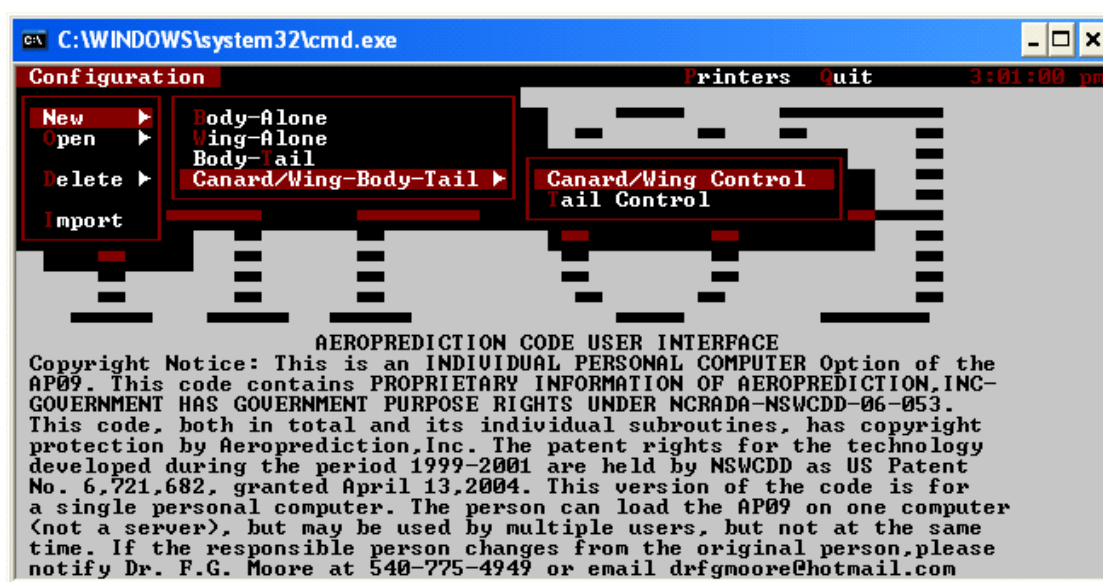 C:\WINDOWS\system32\cmd.exe
Configuration Printers Quit 3:01:00 pm
New
Open
Delete
Import
Body-Alone
Wing-Alone
Body-Tail
Canard/Wing-Body-Tail
Canard/Wing Control
Tail Control
AEROPREDICTION CODE USER INTERFACE
Copyright Notice: This is an INDIVIDUAL PERSONAL COMPUTER Option of the
AP09. This code contains PROPRIETARY INFORMATION OF AEROPREDICTION,INC-
GOVERNMENT HAS GOVERNMENT PURPOSE RIGHTS UNDER NCRADA-NSWCDD-06-053.
This code, both in total and its individual subroutines, has copyright
protection by Aeroprediction,Inc. The patent rights for the technology
developed during the period 1999-2001 are held by NSWCDD as US Patent
No. 6,721,682, granted April 13,2004. This version of the code is for
a single personal computer. The person can load the AP09 on one computer
(not a server), but may be used by multiple users, but not at the same
time. If the responsible person changes from the original person,please
notify Dr. F.G. Moore at 540-775-4949 or email drfgmoore@hotmail.com